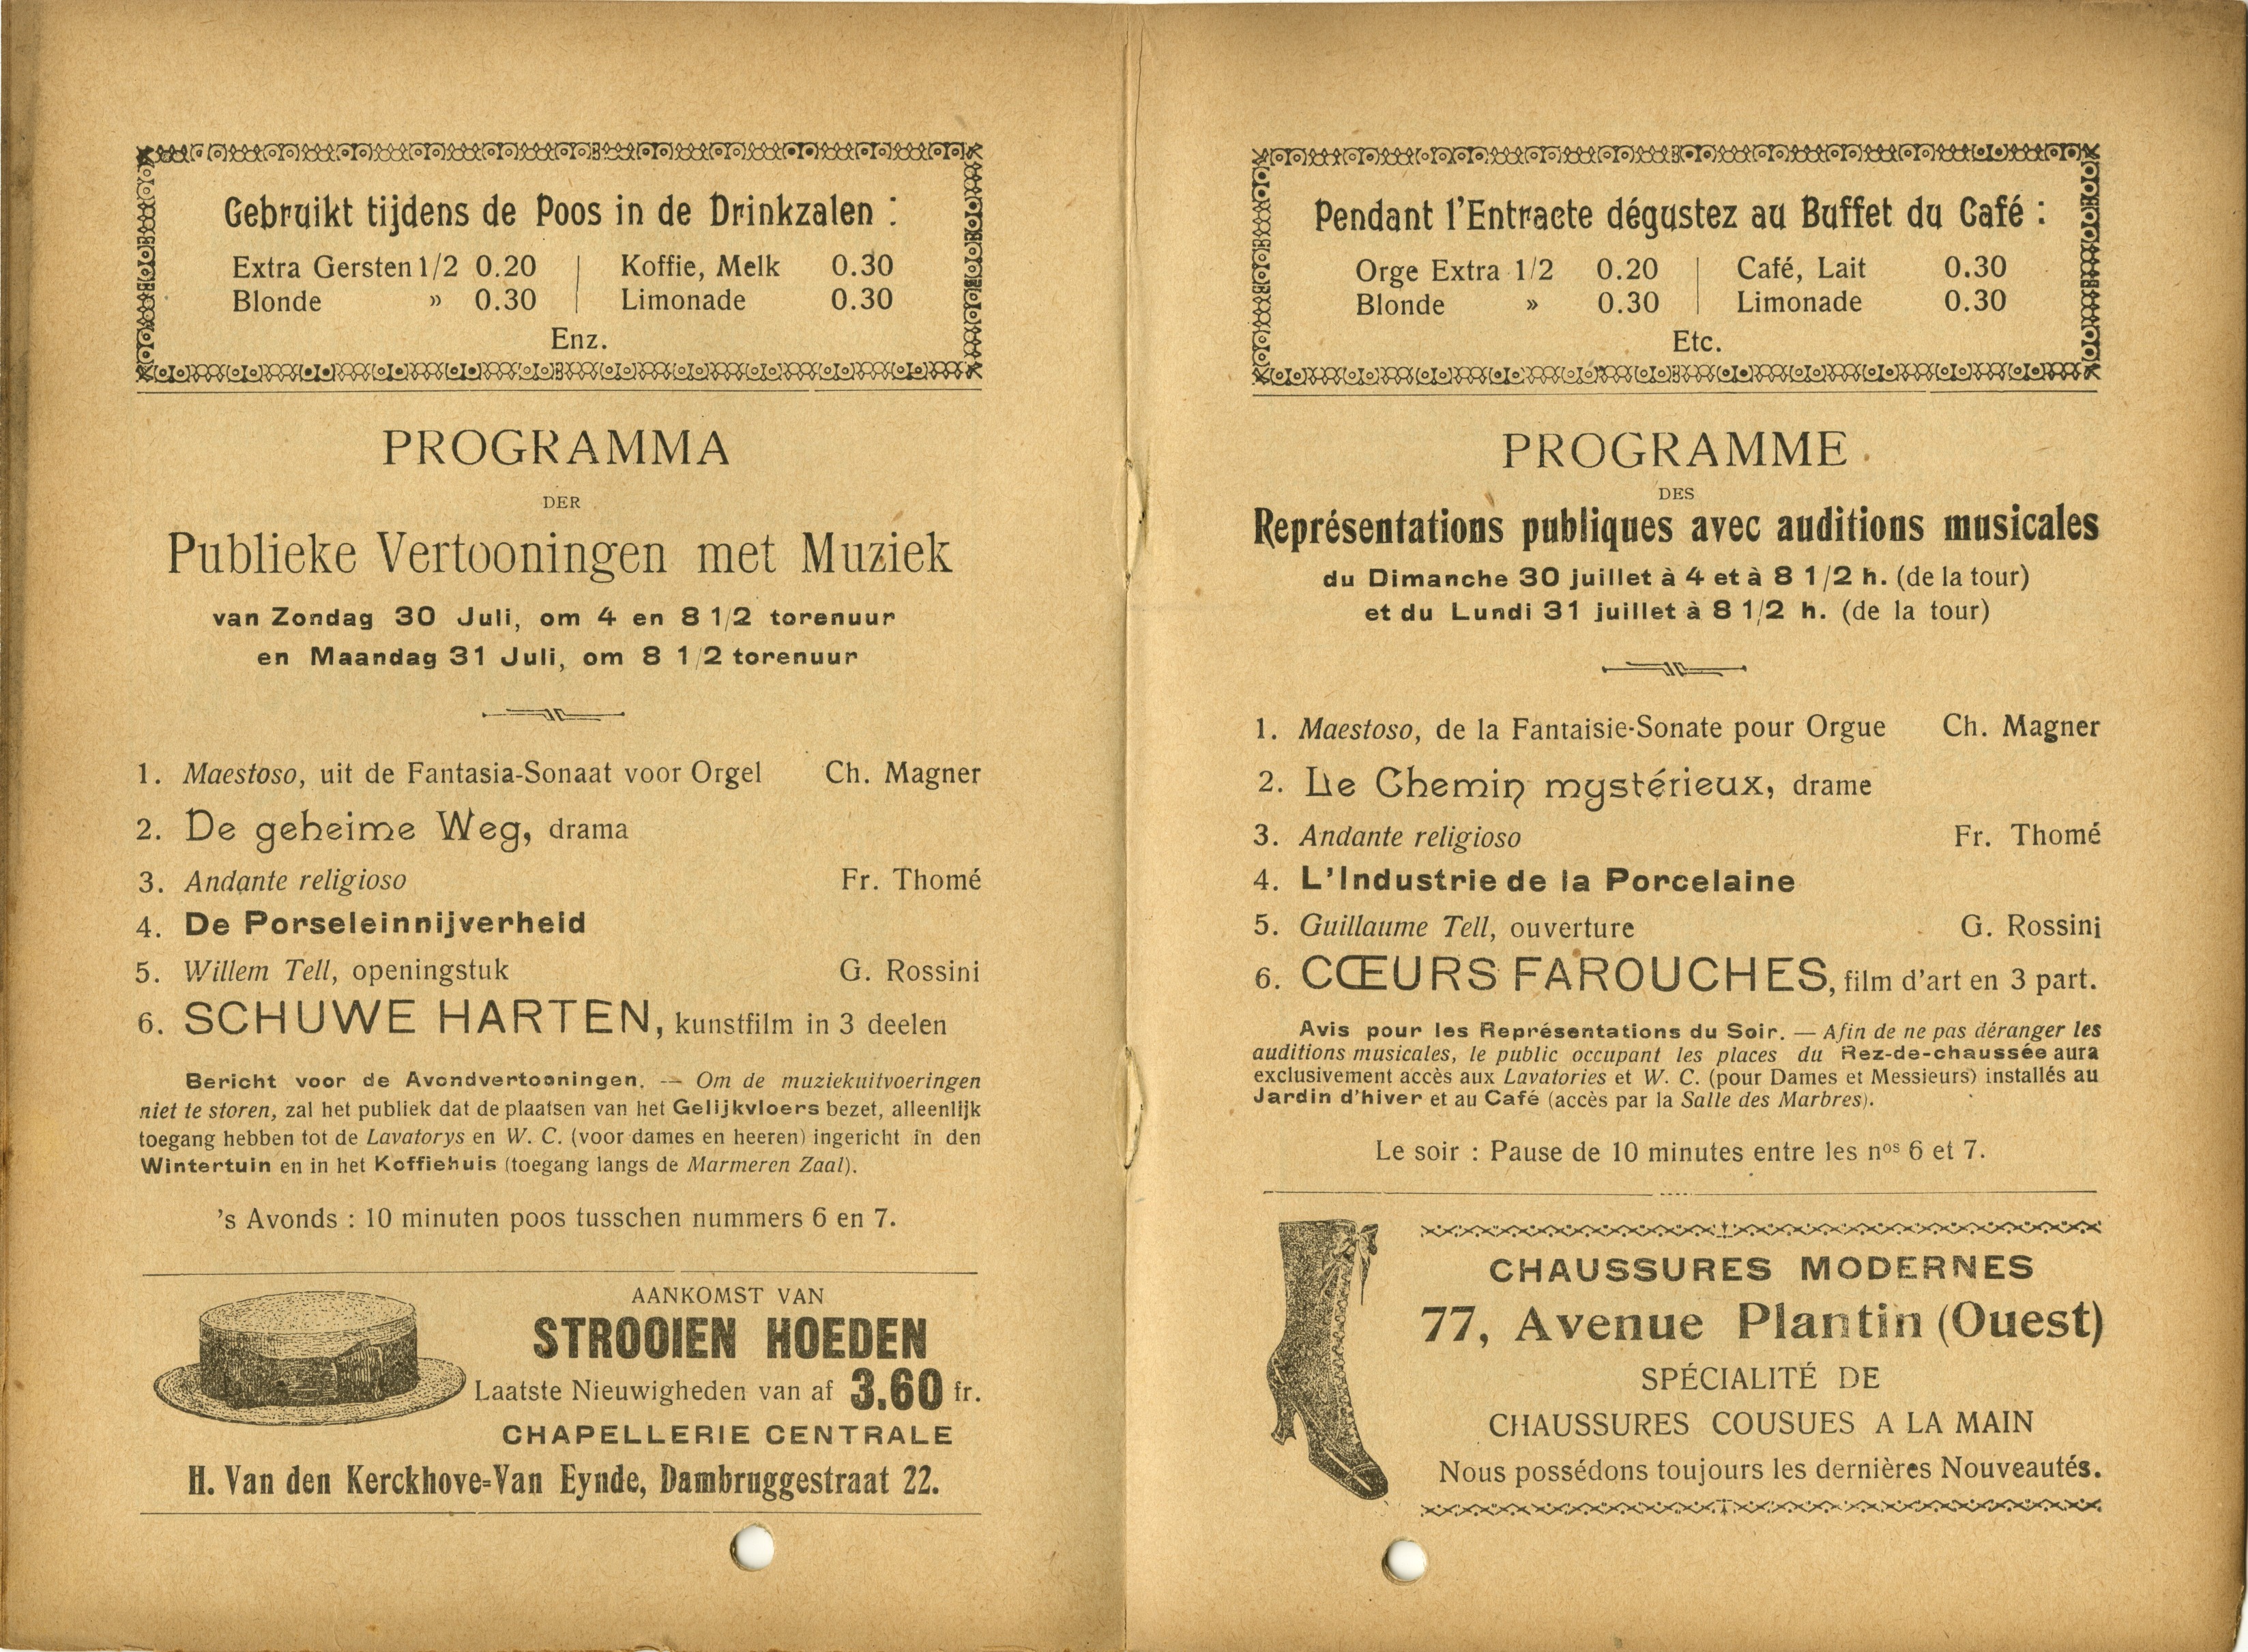 Gebruikt tijdens de Poos in de Drinkzalen :
Extra Gersten 1/2 0.20 | Koffie, Melk 0.30
Blonde » 0.30 | Limonade 0.30
Enz.
PROGRAMMA
DER
Publieke Vertooningen met Muziek
van Zondag 30 Juli, om 4 en 8 1/2 torenuur
en Maandag 31 Juli, om 8 1/2 torenuur
1. Maestoso, uit de Fantasia-Sonaat voor Orgel Ch. Magner
2. De geheime Weg, drama
3. Andante religioso Fr. Thomé
4. De Porseleinnijverheid
5. Willem Tell, openingstuk G. Rossini
6. SCHUWE HARTEN, kunstfilm in 3 deelen
Bericht voor de Avondvertooningen. — Om de muziekuitvoeringen
niet te storen, zal het publiek dat de plaatsen van het Gelijkvloers bezet, alleenlijk
toegang hebben tot de Lavatorys en W. C. (voor dames en heeren) ingericht in den
Wintertuin en in het Koffiehuis (toegang langs de Marmeren Zaal).
's Avonds : 10 minuten poos tusschen nummers 6 en 7.
AANKOMST VAN
STROOIEN HOEDEN
Laatste Nieuwigheden van af 3.60 fr.
CHAPELLERIE CENTRALE
H. Van den Kerckhove=Van Eynde, Dambruggestraat 22.
Pendant l'Entracte dégustez au Buffet du Café :
Orge Extra 1/2 0.20 | Café, Lait 0.30
Blonde » 0.30 | Limonade 0.30
Etc.
PROGRAMME
DES
Représentations publiques avec auditions musicales
du Dimanche 30 juillet à 4 et à 8 1/2 h. (de la tour)
et du Lundi 31 juillet à 8 1/2 h. (de la tour)
1. Maestoso, de la Fantaisie-Sonate pour Orgue Ch. Magner
2. Le Chemin mystérieux, drame
3. Andante religioso Fr. Thomé
4. L'Industrie de la Porcelaine
5. Guillaume Tell, ouverture G. Rossini
6. CŒURS FAROUCHES, film d'art en 3 part.
Avis pour les Représentations du Soir. — Afin de ne pas déranger les
auditions musicales, le public occupant les places du Rez-de-chaussée aura
exclusivement accès aux Lavatories et W. C. (pour Dames et Messieurs) installés au
Jardin d'hiver et au Café (accès par la Salle des Marbres).
Le soir : Pause de 10 minutes entre les nos 6 et 7.
CHAUSSURES MODERNES
77, Avenue Plantin (Ouest)
SPÉCIALITÉ DE
CHAUSSURES COUSUES A LA MAIN
Nous possédons toujours les dernières Nouveautés.